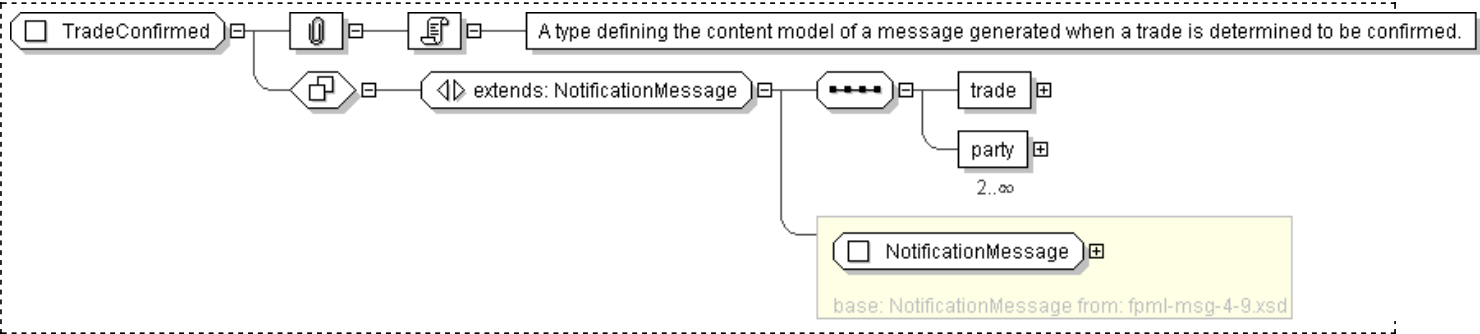 TradeConfirmed
A type defining the content model of a message generated when a trade is determined to be confirmed.
extends: NotificationMessage
trade
party
2..∞
NotificationMessage
base: NotificationMessage from: fpml-msg-4-9.xsd